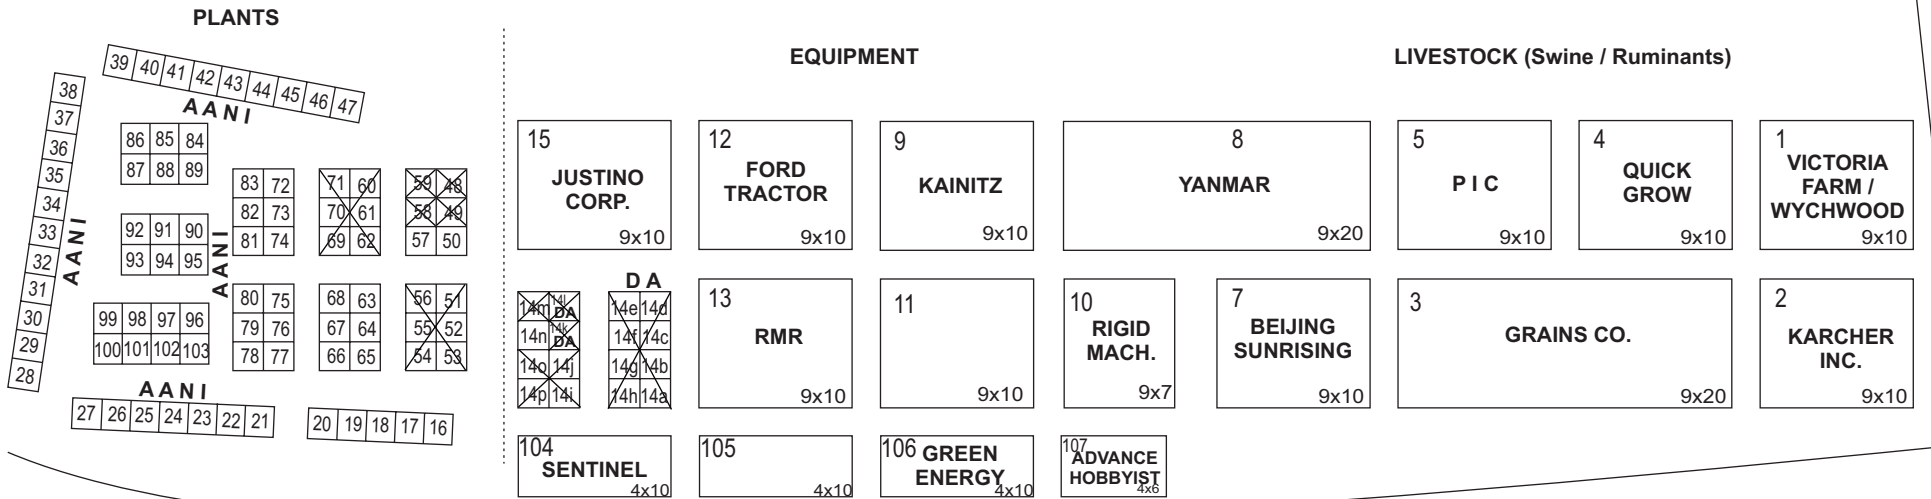 PLANTS
EQUIPMENT
LIVESTOCK (Swine / Ruminants)
39 40 41 42 43 44 45 46 47
AANI
38
37
36
35
34
33
32
31
30
29
28
AANI
86 85 84
87 88 89
92 91 90
93 94 95
AANI
99 98 97 96
100 101 102 103
83 72
82 73
81 74
80 75
79 76
78 77
71 60
70 61
69 62
68 63
67 64
66 65
59 48
58 49
57 50
56 51
55 52
54 53
AANI
27 26 25 24 23 22 21
20 19 18 17 16
15
JUSTINO
CORP.
9x10
12
FORD
TRACTOR
9x10
9
KAINITZ
9x10
8
YANMAR
9x20
5
P I C
9x10
4
QUICK
GROW
9x10
1
VICTORIA
FARM /
WYCHWOOD
9x10
14m 14l
DA
14n 14k
DA
14o 14j
14p 14i
D A
14e 14d
14f 14c
14g 14b
14h 14a
13
RMR
9x10
11
9x10
10
RIGID
MACH.
9x7
7
BEIJING
SUNRISING
9x10
3
GRAINS CO.
9x20
2
KARCHER
INC.
9x10
104
SENTINEL
4x10
105
4x10
106 GREEN
ENERGY
4x10
107
ADVANCE
HOBBYIST
4x6